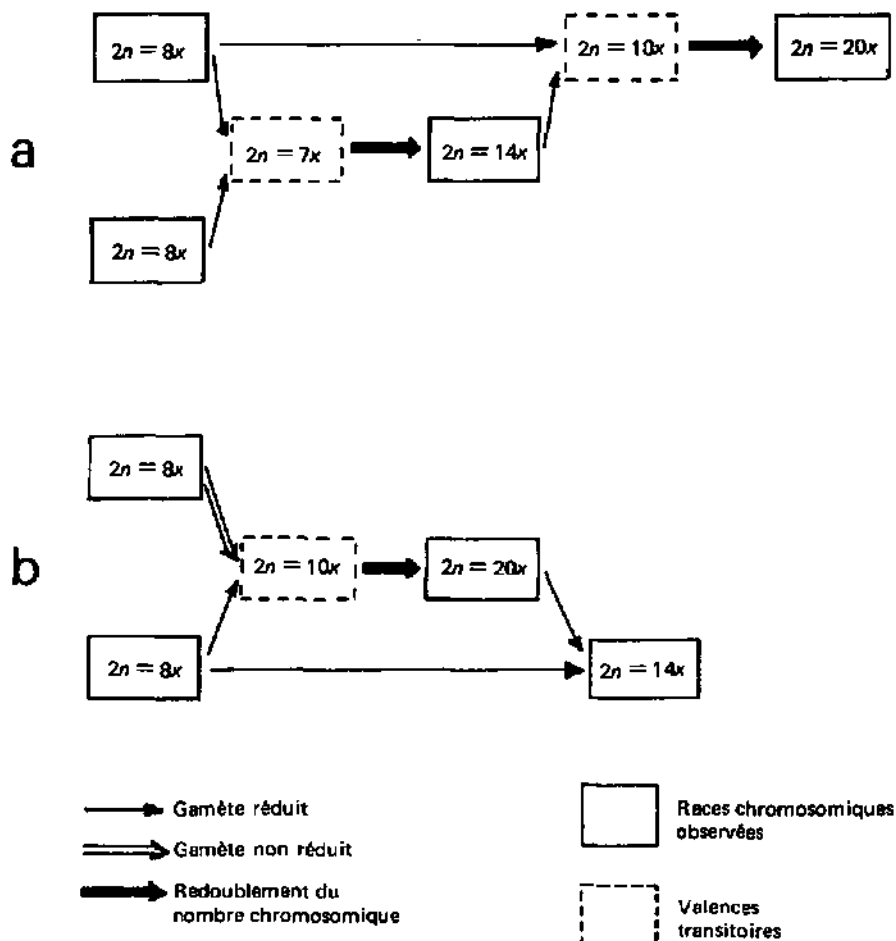 2n = 8x
2n = 10x
2n = 20x
a
2n = 7x
2n = 14x
2n = 8x
2n = 8x
b
2n = 10x
2n = 20x
2n = 8x
2n = 14x
Gamète réduit
Gamète non réduit
Redoublement du
nombre chromosomique
Races chromosomiques
observées
Valences
transitoires